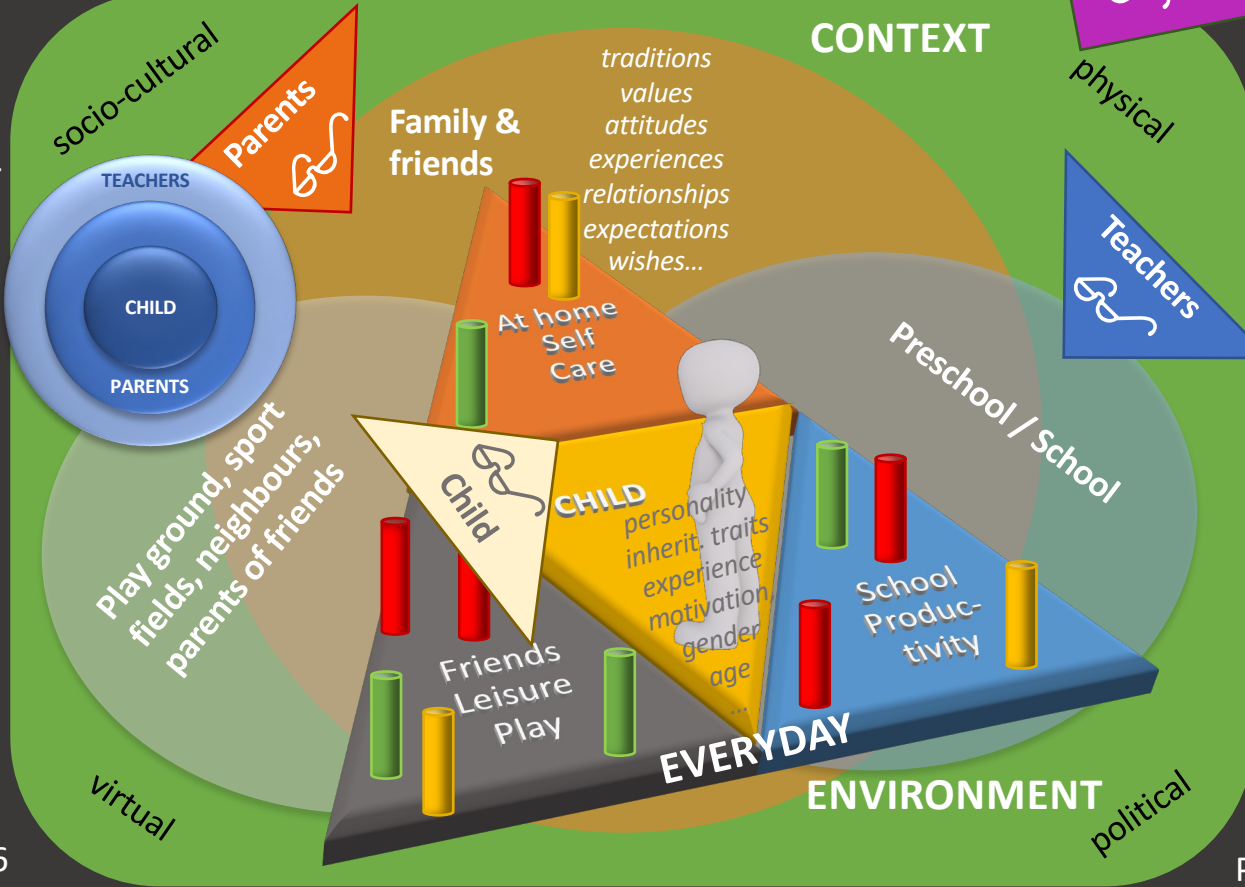 CONTEXT
socio-cultural
physical
Parents
Family &
friends
traditions
values
attitudes
experiences
relationships
expectations
wishes...
TEACHERS
CHILD
PARENTS
Teachers
At home
Self
Care
Preschool / School
Play ground, sport
fields, neighbours,
parents of friends
Child
CHILD
personality
inherit. traits
experience
motivation,
gender
age
...
School
Produc-
tivity
Friends
Leisure
Play
EVERYDAY
ENVIRONMENT
virtual
political
6
P